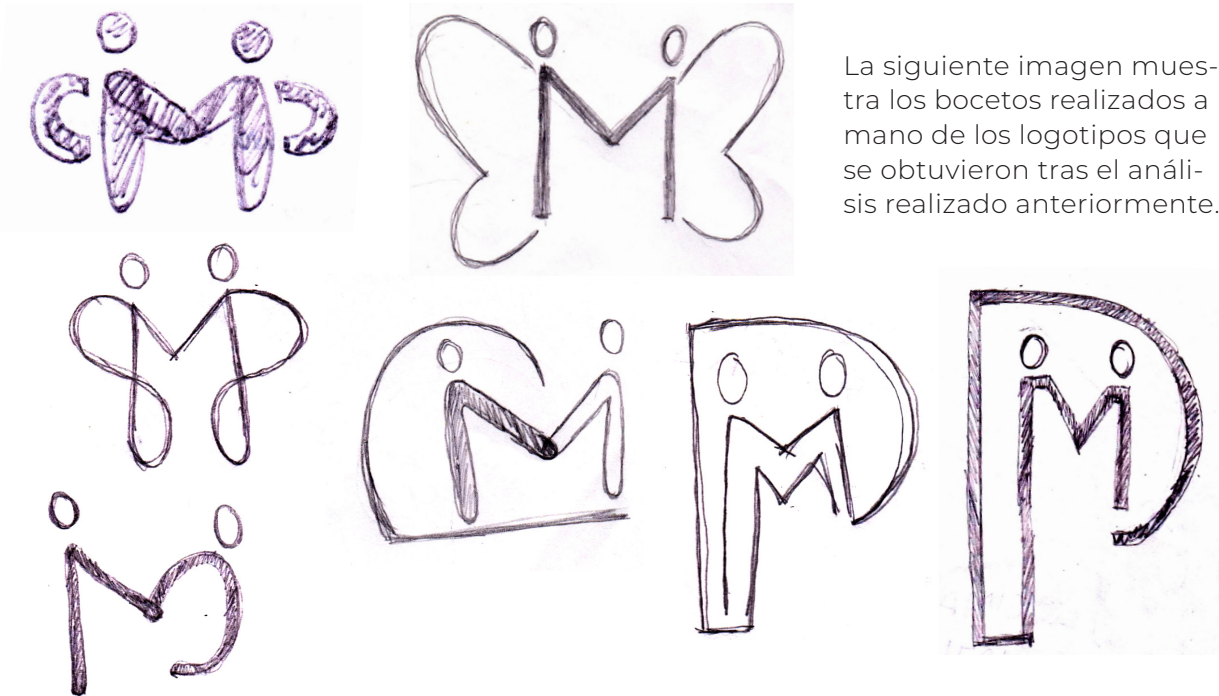 La siguiente imagen mues-
tra los bocetos realizados a
mano de los logotipos que
se obtuvieron tras el análi-
sis realizado anteriormente.